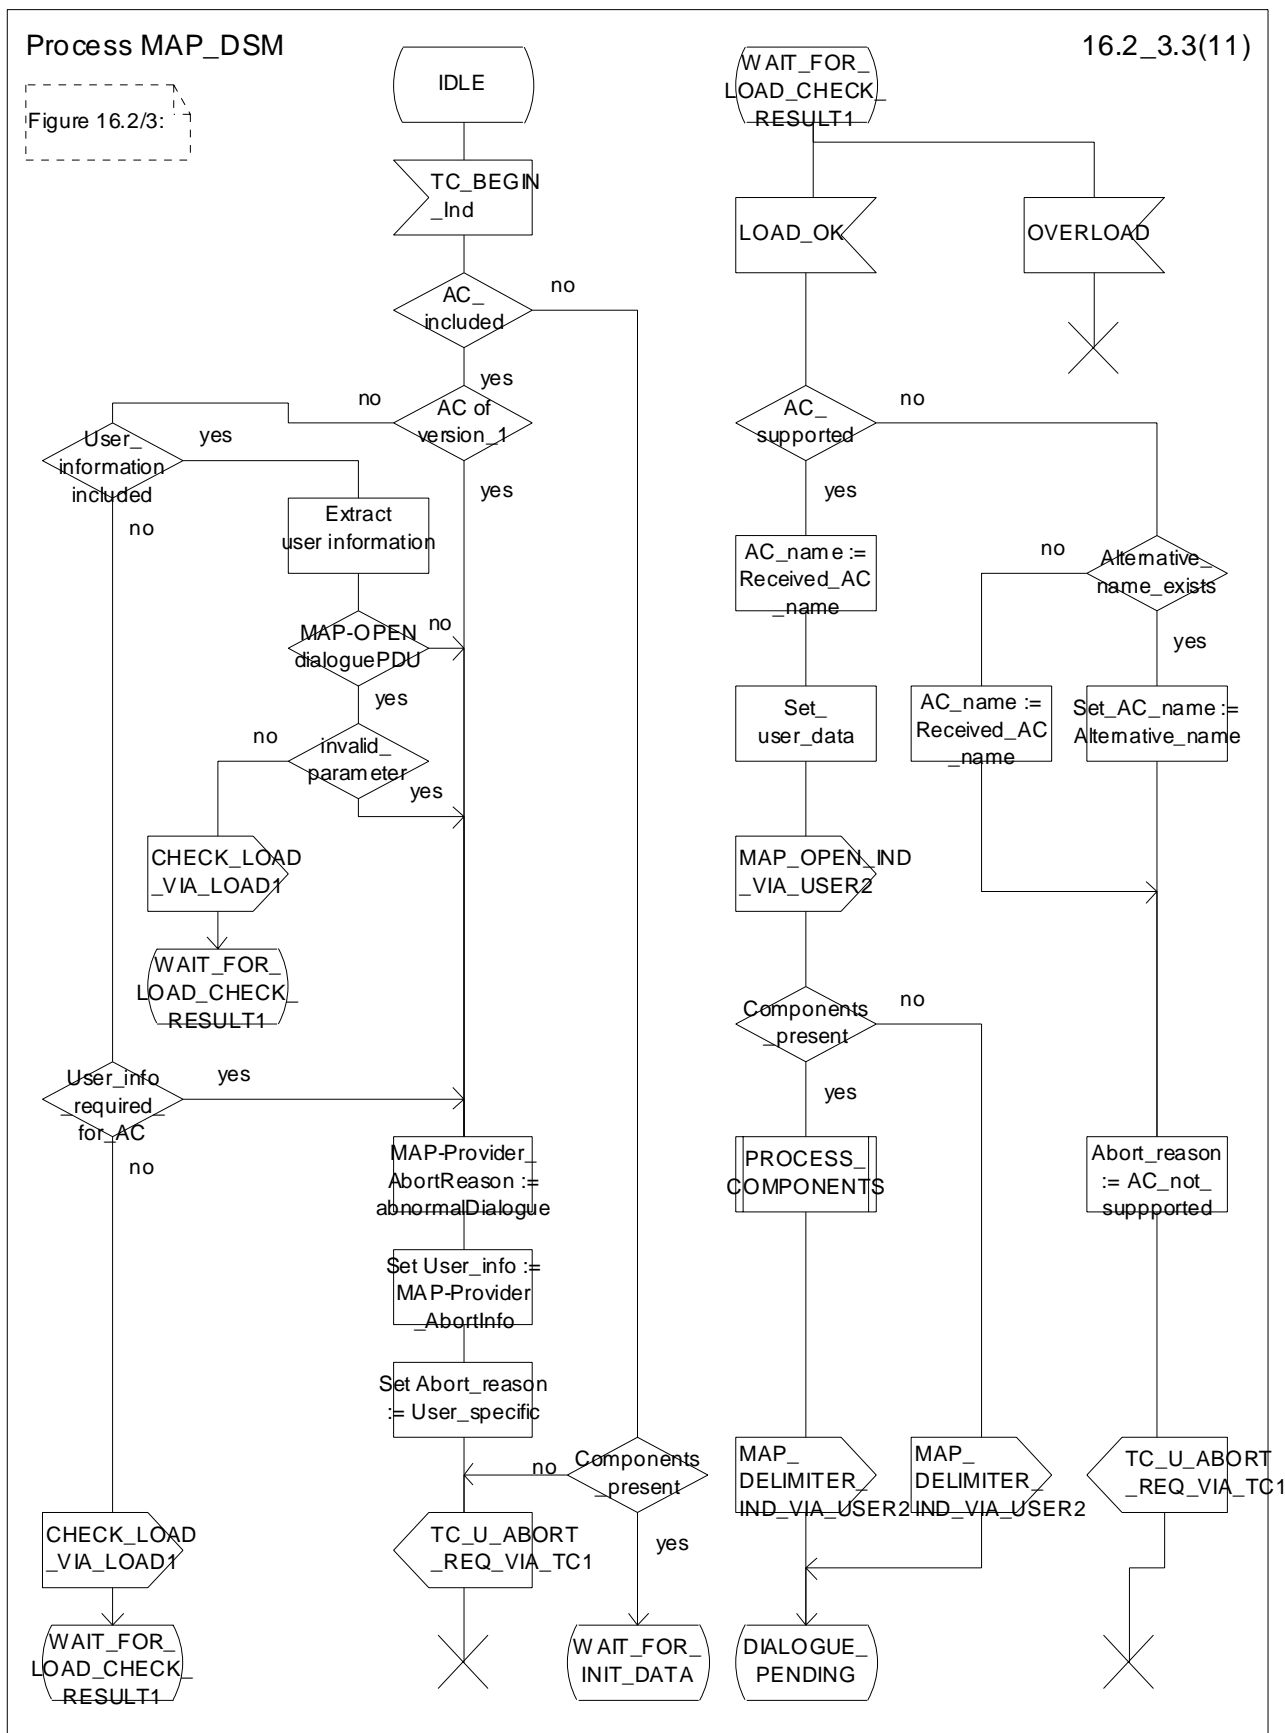 Process MAP_DSM
16.2_3.3(11)
Figure 16.2/3:
IDLE
TC_BEGIN
_Ind
AC_
included
no
yes
AC of
version_1
no
yes
User_
information
included
yes
no
Extract
user information
MAP-OPEN
dialoguePDU
no
yes
invalid_
parameter
no
yes
CHECK_LOAD
_VIA_LOAD1
WAIT_FOR_
LOAD_CHECK_
RESULT1
User_info
_required_
for_AC
yes
no
MAP-Provider_
AbortReason :=
abnormalDialogue
Set User_info :=
MAP-Provider
_AbortInfo
Set Abort_reason
:= User_specific
Components
_present
no
yes
CHECK_LOAD
_VIA_LOAD1
TC_U_ABORT
_REQ_VIA_TC1
WAIT_FOR_
LOAD_CHECK_
RESULT1
WAIT_FOR_
INIT_DATA
WAIT_FOR_
LOAD_CHECK_
RESULT1
LOAD_OK
OVERLOAD
AC_
supported
no
yes
AC_name :=
Received_AC
_name
Alternative_
name_exists
no
yes
Set_
user_data
AC_name :=
Received_AC
_name
Set_AC_name :=
Alternative_name
MAP_OPEN_IND
_VIA_USER2
Components
_present
no
yes
PROCESS_
COMPONENTS
Abort_reason
:= AC_not_
suppported
MAP_
DELIMITER_
IND_VIA_USER2
MAP_
DELIMITER_
IND_VIA_USER2
TC_U_ABORT
_REQ_VIA_TC1
DIALOGUE_
PENDING